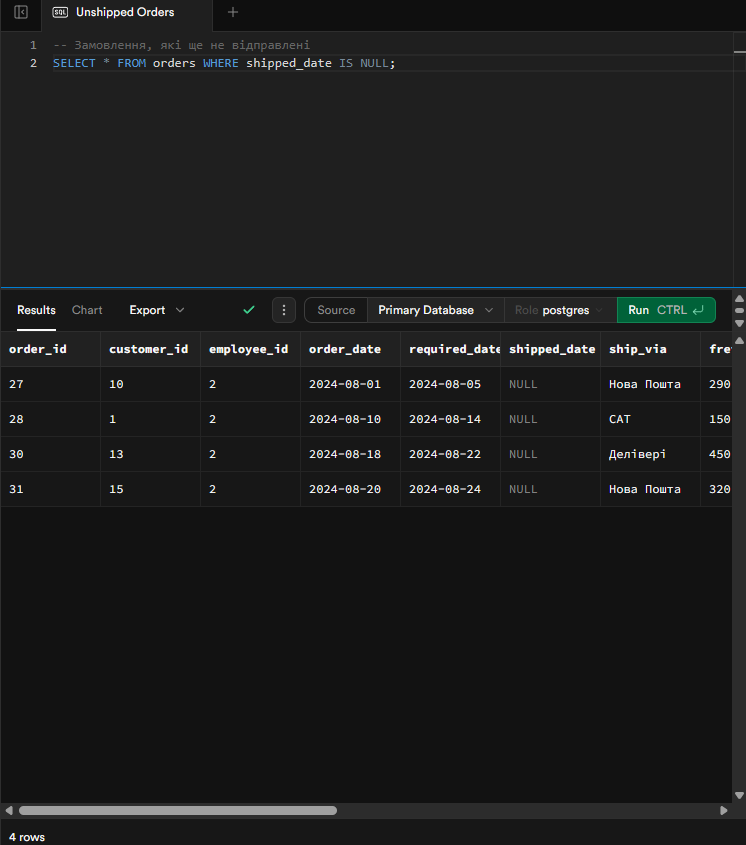 SQL Unshipped Orders
1 -- Замовлення, які ще не відправлені
2 SELECT * FROM orders WHERE shipped_date IS NULL;
Results Chart Export Source Primary Database Role postgres Run CTRL
order_id customer_id employee_id order_date required_date shipped_date ship_via fre
27 10 2 2024-08-01 2024-08-05 NULL Нова Пошта 290
28 1 2 2024-08-10 2024-08-14 NULL САТ 150
30 13 2 2024-08-18 2024-08-22 NULL Делівері 450
31 15 2 2024-08-20 2024-08-24 NULL Нова Пошта 320
4 rows